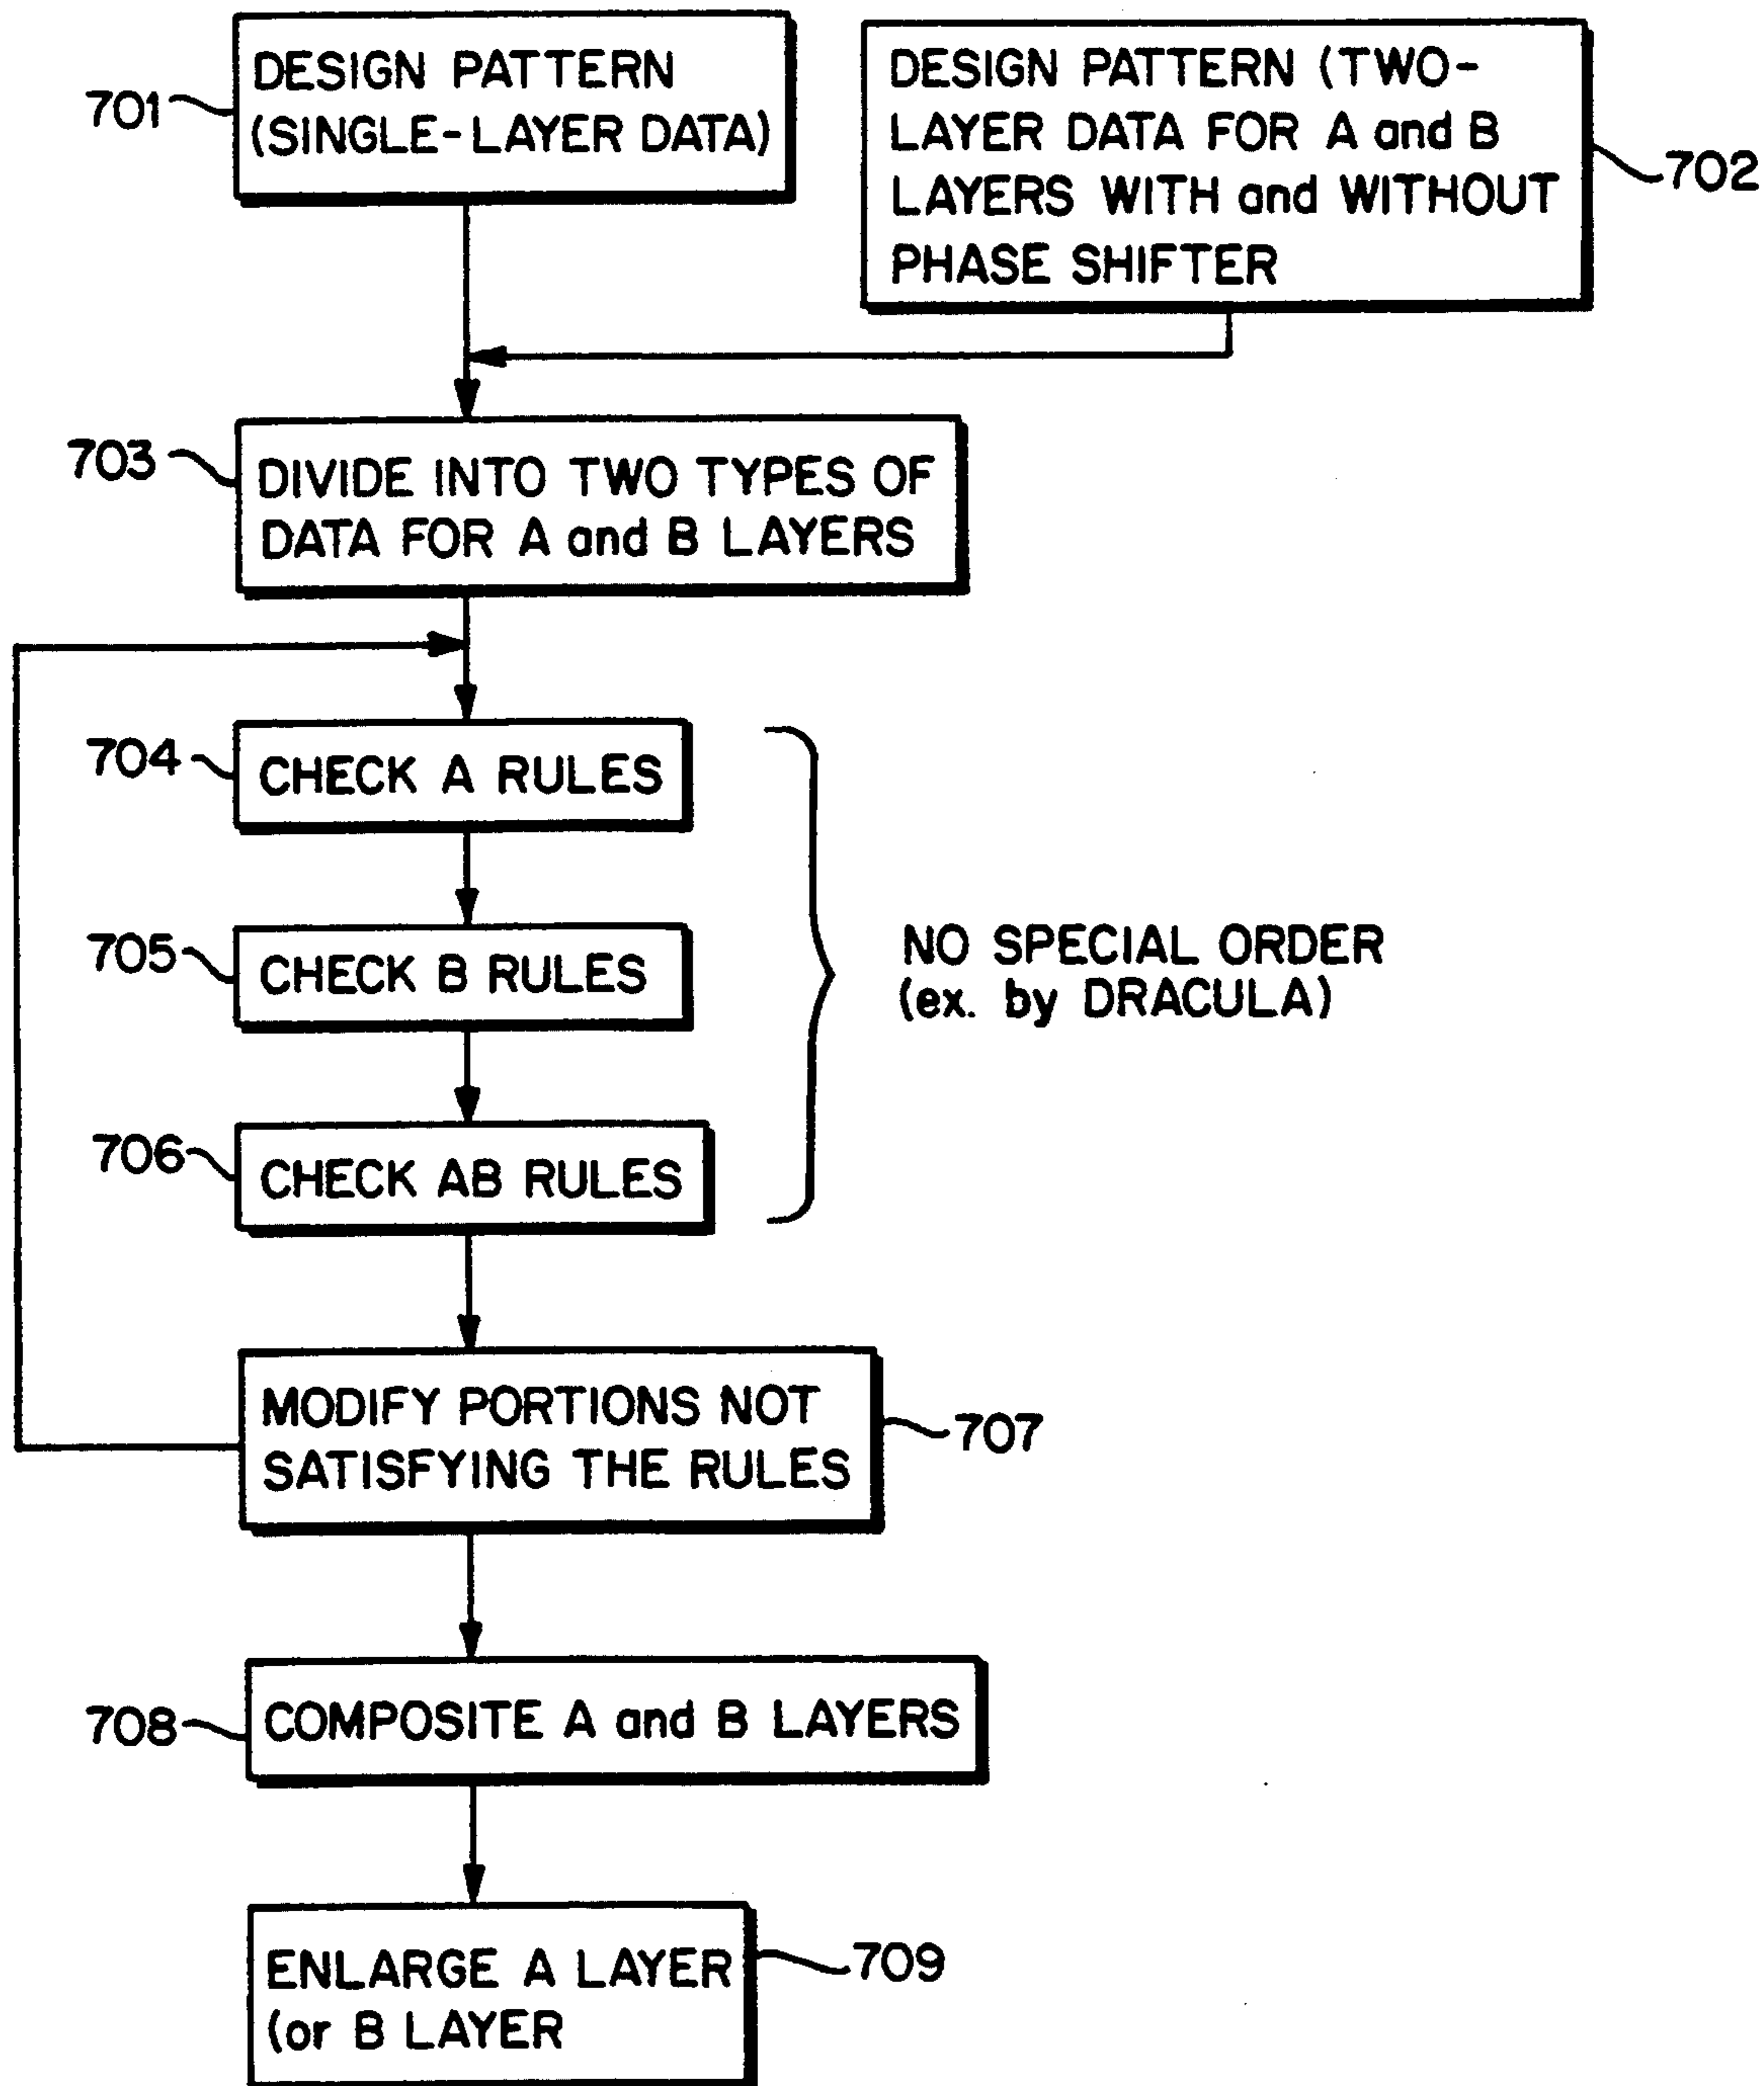 701
DESIGN PATTERN
(SINGLE-LAYER DATA)
DESIGN PATTERN (TWO-
LAYER DATA FOR A and B
LAYERS WITH and WITHOUT
PHASE SHIFTER
702
703
DIVIDE INTO TWO TYPES OF
DATA FOR A and B LAYERS
704
CHECK A RULES
705
CHECK B RULES
NO SPECIAL ORDER
(ex. by DRACULA)
706
CHECK AB RULES
MODIFY PORTIONS NOT
SATISFYING THE RULES
707
708
COMPOSITE A and B LAYERS
ENLARGE A LAYER
(or B LAYER
709